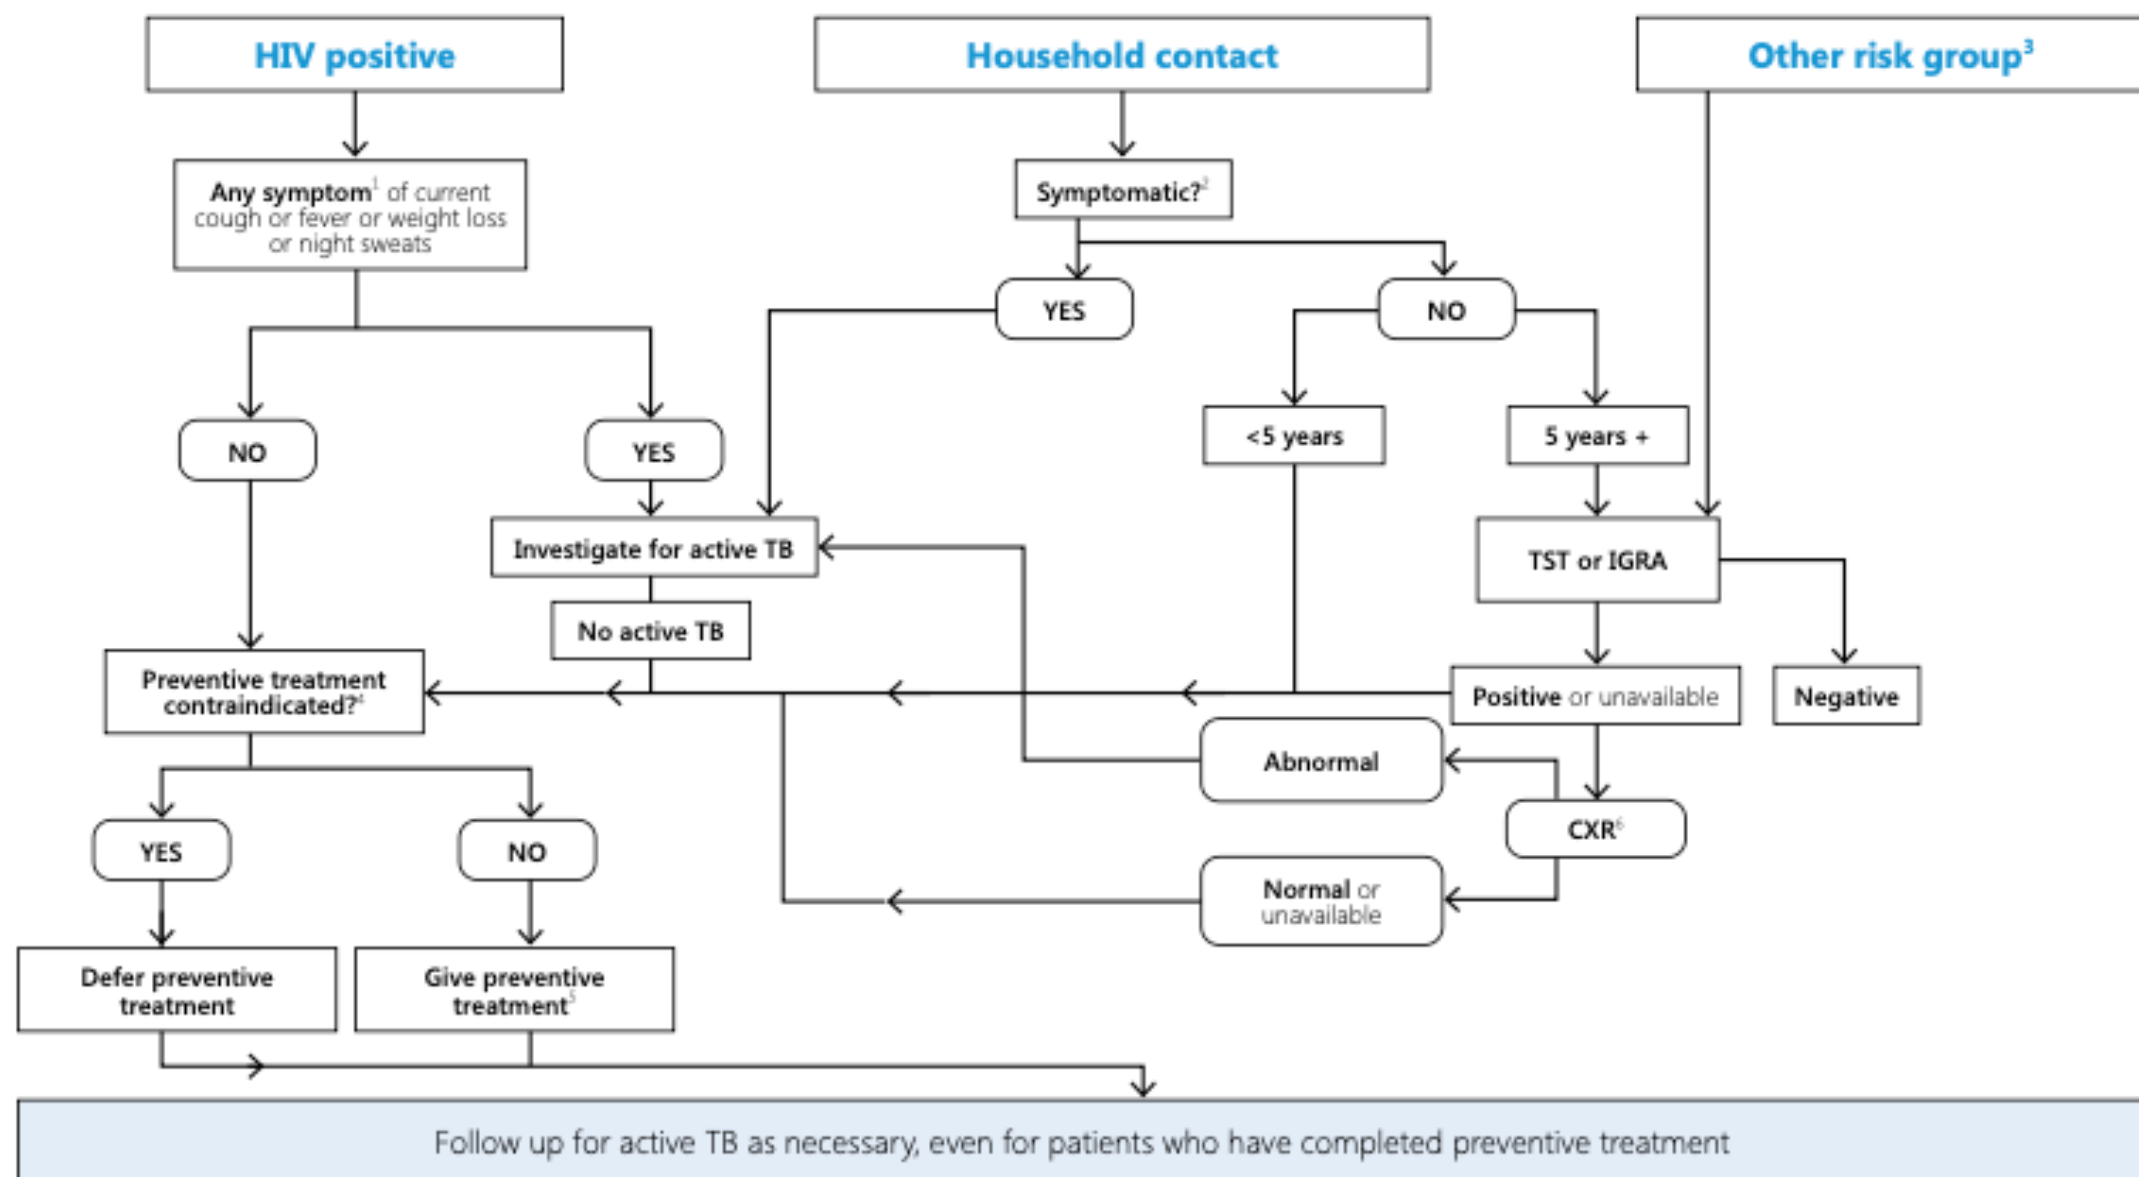 HIV positive
Household contact
Other risk group³
Any symptom¹ of current
cough or fever or weight loss
or night sweats
Symptomatic?²
YES
NO
NO
YES
<5 years
5 years +
Investigate for active TB
TST or IGRA
No active TB
Preventive treatment
contraindicated?⁴
Positive or unavailable
Negative
Abnormal
CXR⁶
YES
NO
Normal or
unavailable
Defer preventive
treatment
Give preventive
treatment⁵
Follow up for active TB as necessary, even for patients who have completed preventive treatment